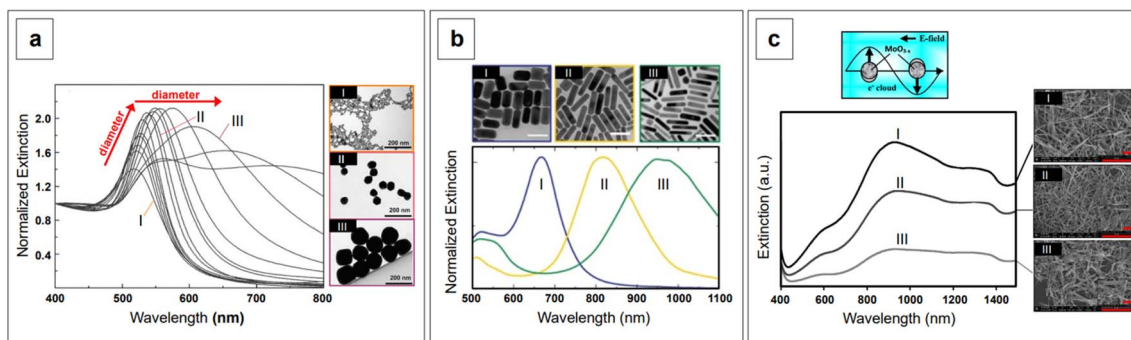 a
diameter
diameter
II
III
I
Normalized Extinction
2.0
1.6
1.2
0.8
0.4
400
500
600
700
800
Wavelength (nm)
I
200 nm
II
200 nm
III
200 nm
b
I
II
III
Normalized Extinction
I
II
III
500
600
700
800
900
1000
1100
Wavelength (nm)
c
E-field
MoO3-x
e- cloud
Extinction (a.u.)
I
II
III
400
600
800
1000
1200
1400
Wavelength (nm)
I
II
III